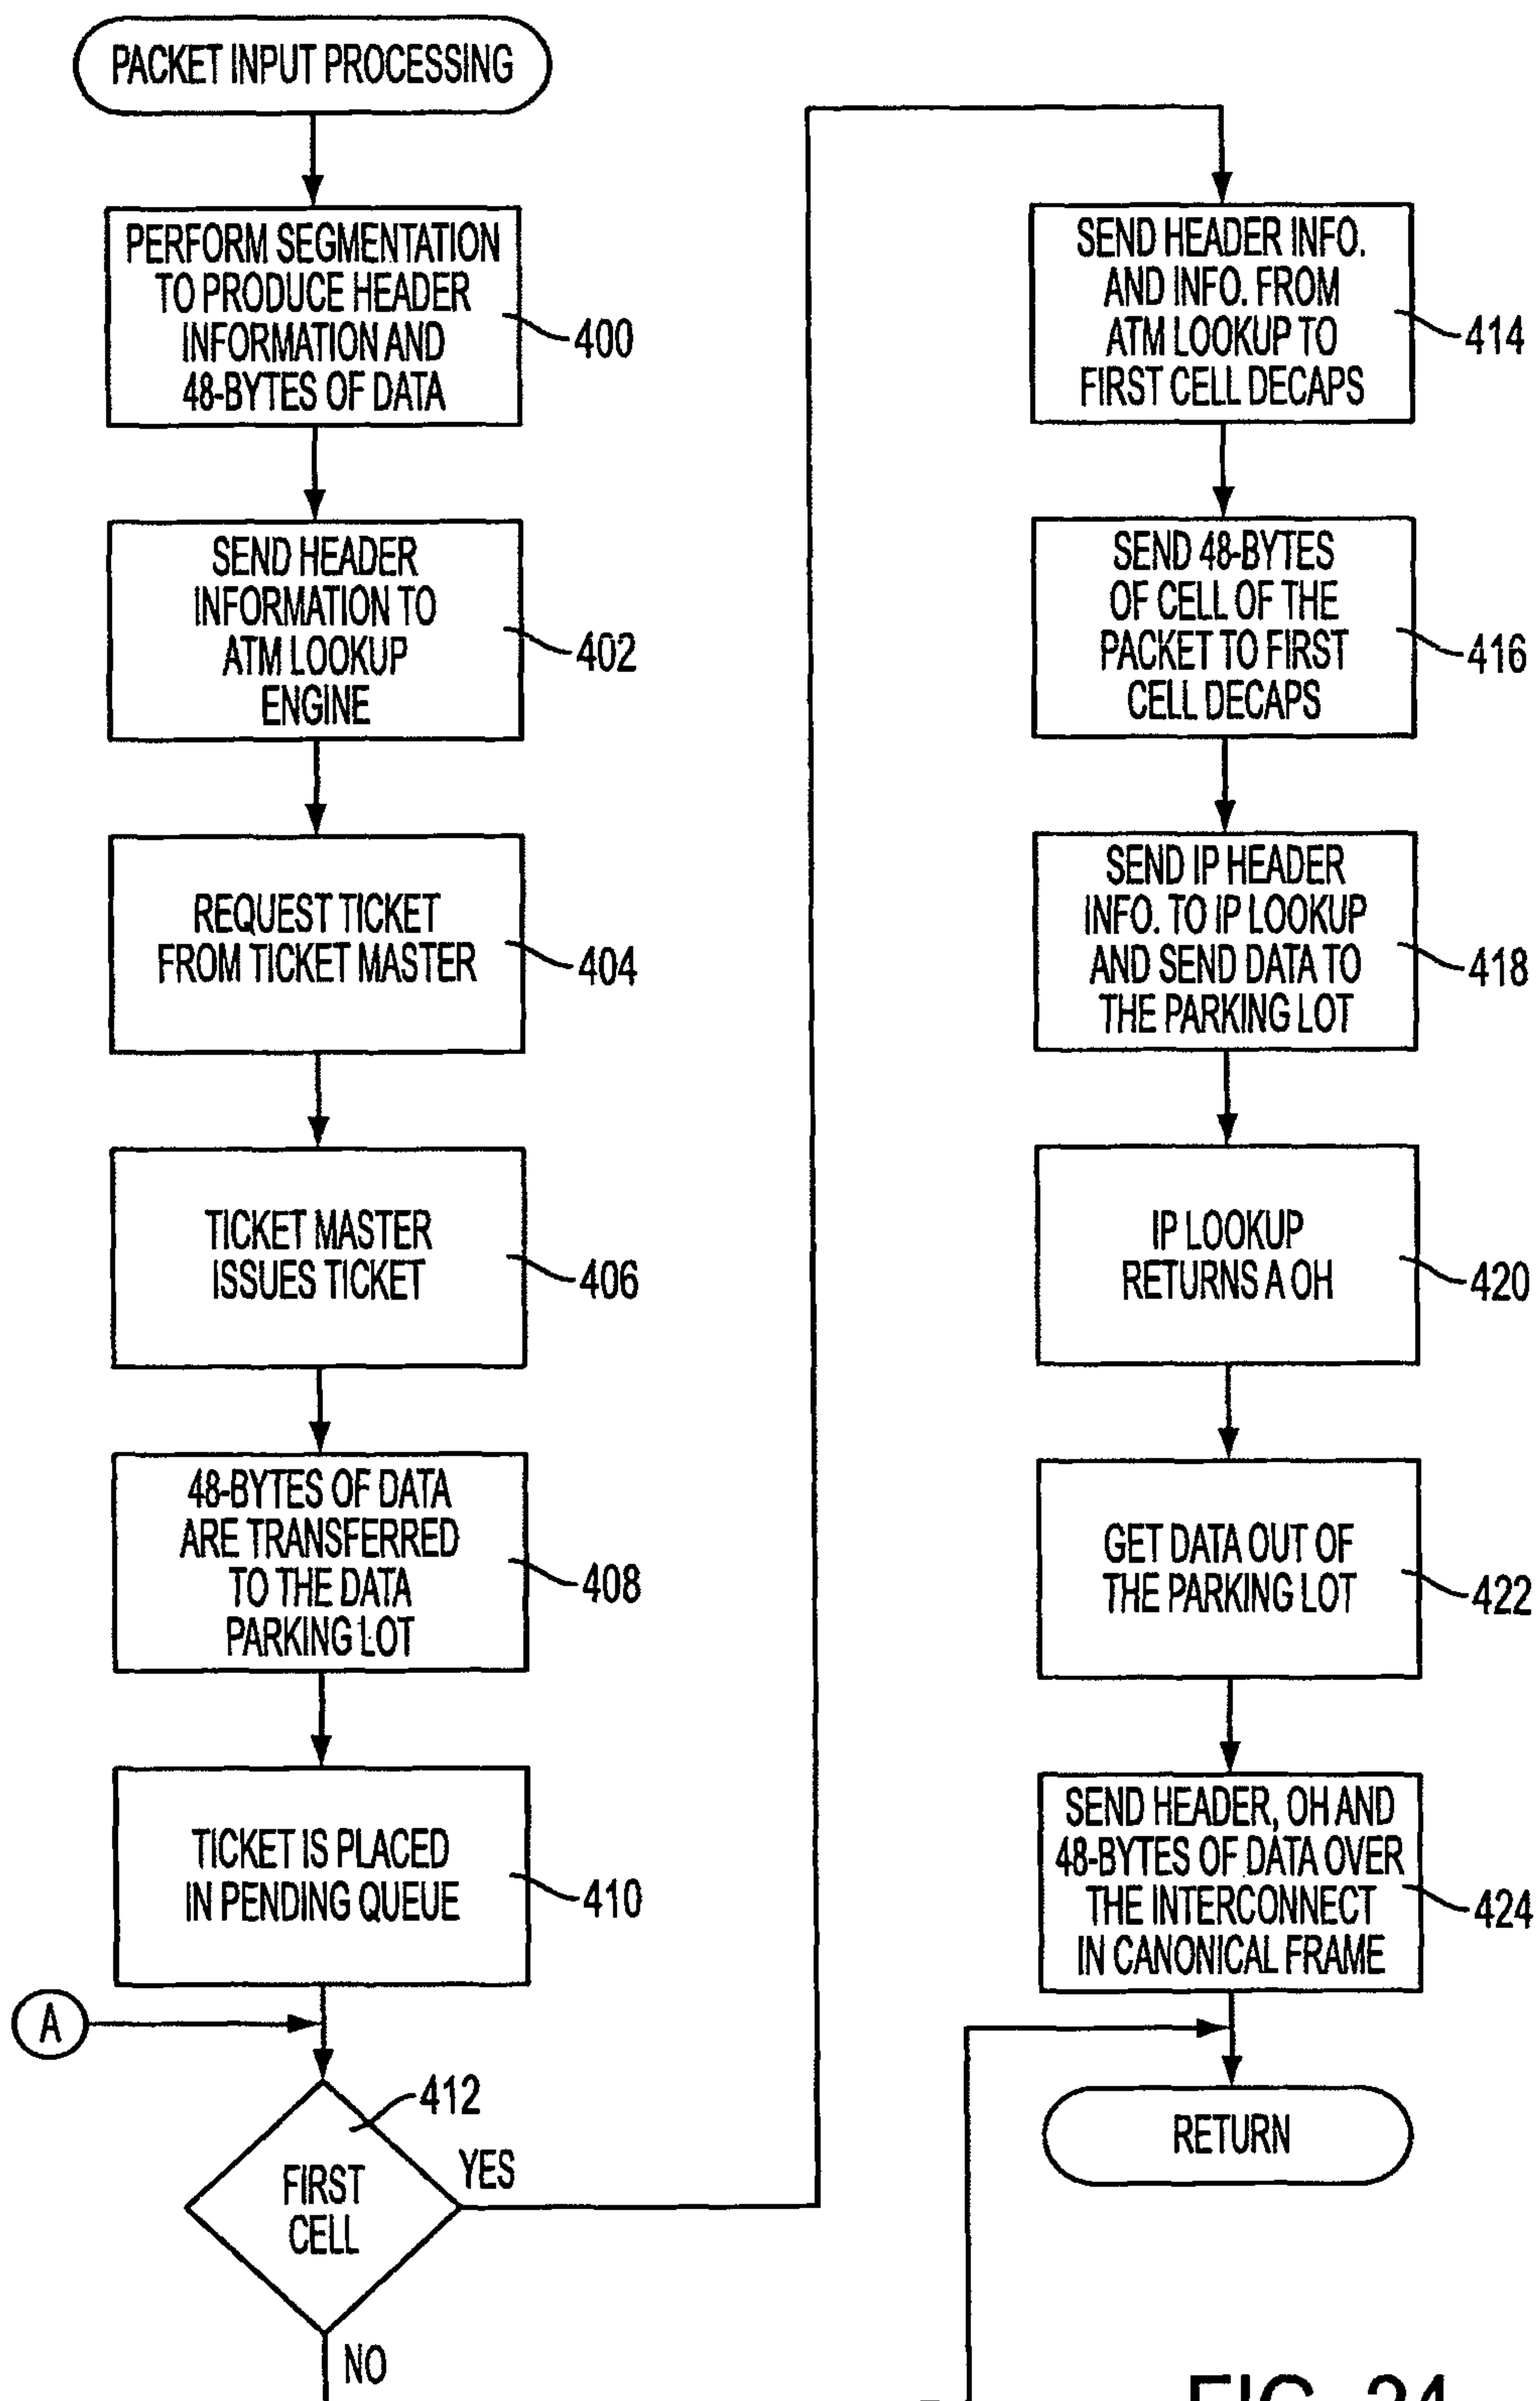 PACKET INPUT PROCESSING
PERFORM SEGMENTATION
TO PRODUCE HEADER
INFORMATION AND
48-BYTES OF DATA
400
SEND HEADER
INFORMATION TO
ATM LOOKUP
ENGINE
402
REQUEST TICKET
FROM TICKET MASTER
404
TICKET MASTER
ISSUES TICKET
406
48-BYTES OF DATA
ARE TRANSFERRED
TO THE DATA
PARKING LOT
408
TICKET IS PLACED
IN PENDING QUEUE
410
A
412
FIRST
CELL
YES
NO
SEND HEADER INFO.
AND INFO. FROM
ATM LOOKUP TO
FIRST CELL DECAPS
414
SEND 48-BYTES
OF CELL OF THE
PACKET TO FIRST
CELL DECAPS
416
SEND IP HEADER
INFO. TO IP LOOKUP
AND SEND DATA TO
THE PARKING LOT
418
IP LOOKUP
RETURNS A OH
420
GET DATA OUT OF
THE PARKING LOT
422
SEND HEADER, OH AND
48-BYTES OF DATA OVER
THE INTERCONNECT
IN CANONICAL FRAME
424
RETURN
FIG. 24